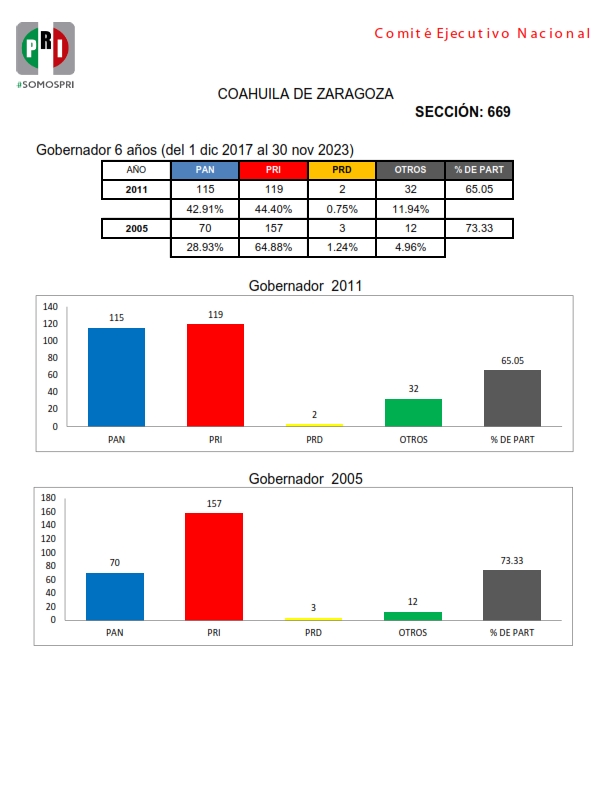 Comité Ejecutivo Nacional
PRI
#SOMOSPRI
COAHUILA DE ZARAGOZA
SECCIÓN: 669
Gobernador 6 años (del 1 dic 2017 al 30 nov 2023)
AÑO PAN PRI PRD OTROS % DE PART
2011 115 119 2 32 65.05
42.91% 44.40% 0.75% 11.94%
2005 70 157 3 12 73.33
28.93% 64.88% 1.24% 4.96%
Gobernador 2011
140
120
100
80
60
40
20
0
115
119
2
32
65.05
PAN PRI PRD OTROS % DE PART
Gobernador 2005
180
160
140
120
100
80
60
40
20
0
70
157
3
12
73.33
PAN PRI PRD OTROS % DE PART